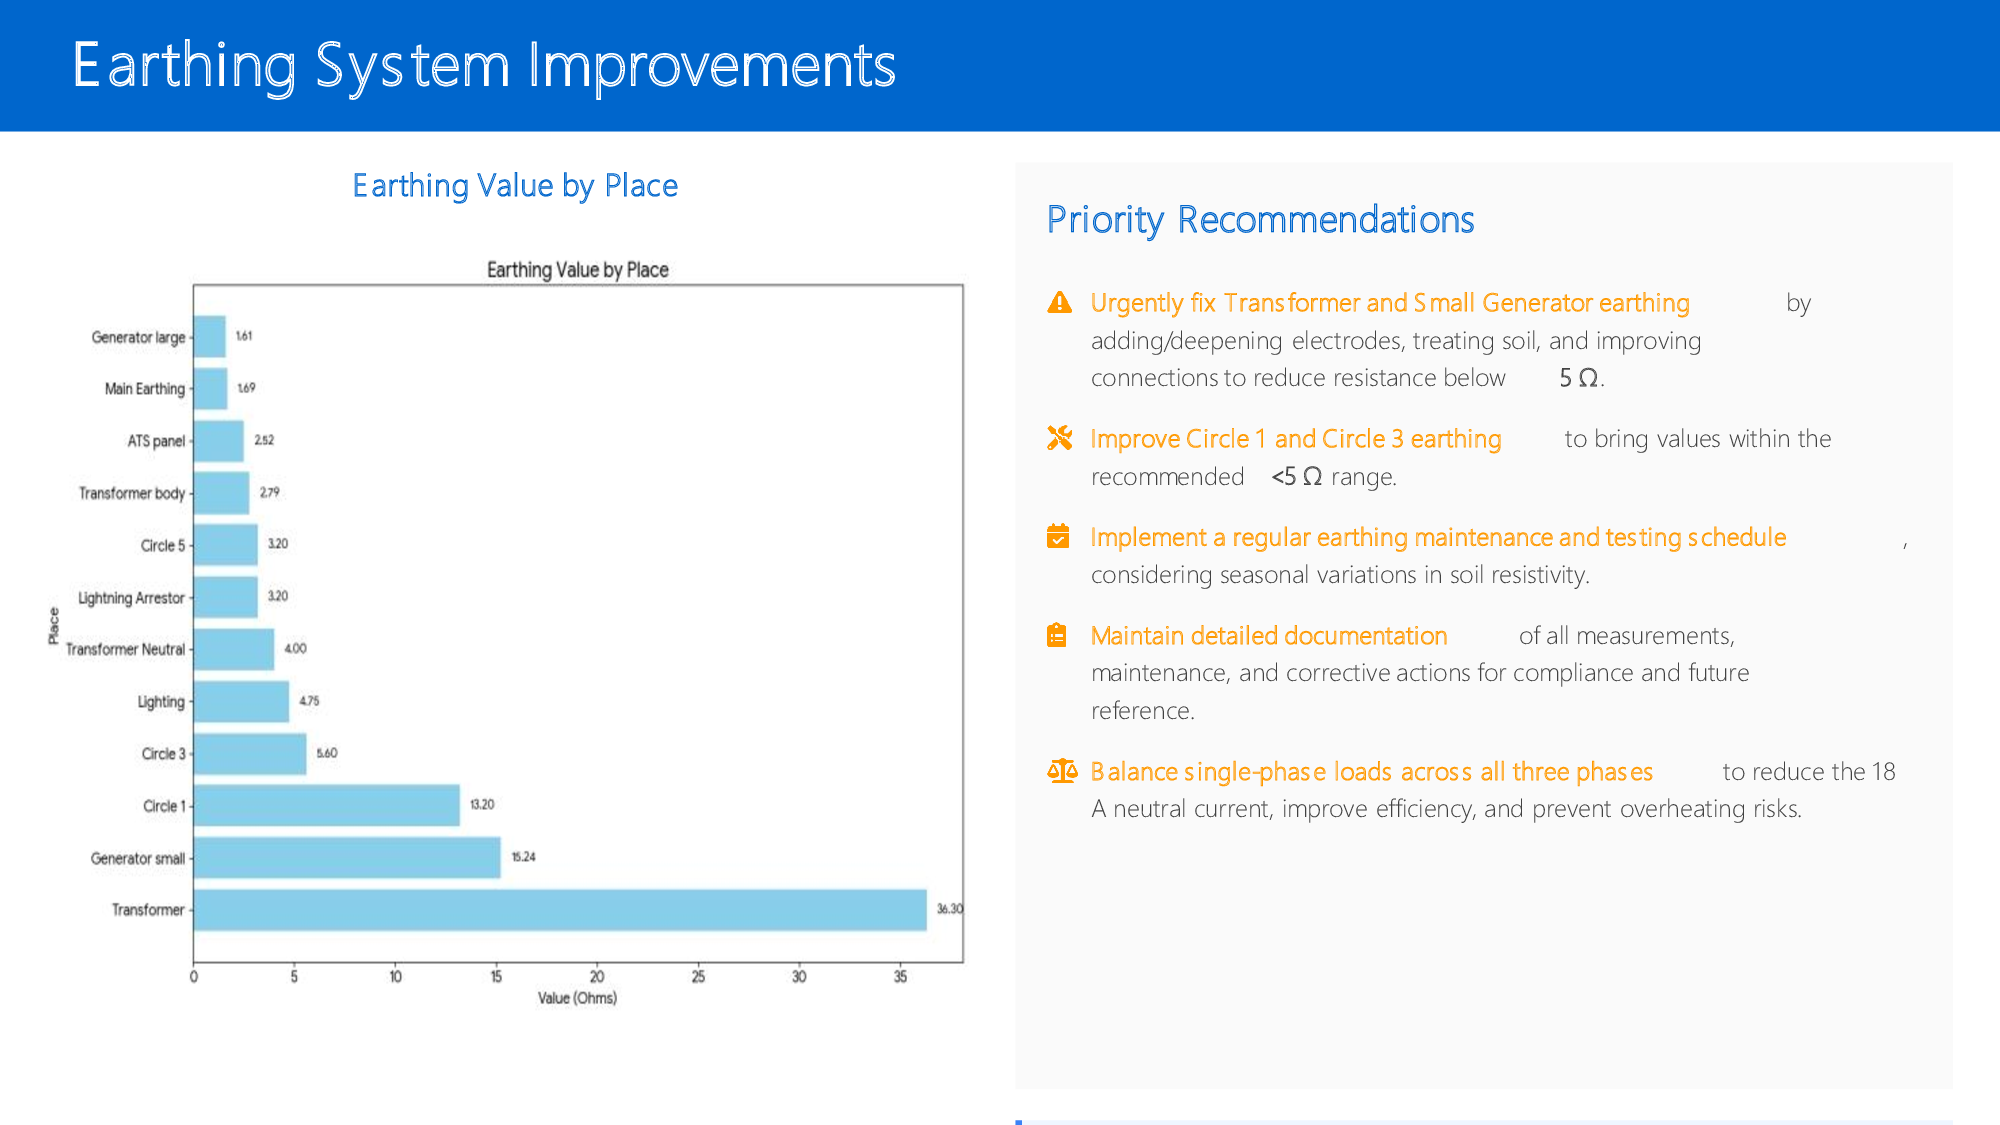 Earthing System Improvements
Earthing Value by Place
Earthing Value by Place
Generator large
1.61
Main Earthing
1.69
ATS panel
2.52
Transformer body
2.79
Circle 5
3.20
Lightning Arrestor
3.20
Transformer Neutral
4.00
Lighting
4.75
Circle 3
5.60
Circle 1
13.20
Generator small
15.24
Transformer
36.30
Place
0 5 10 15 20 25 30 35
Value (Ohms)
Priority Recommendations
Urgently fix Transformer and Small Generator earthing by
adding/deepening electrodes, treating soil, and improving
connections to reduce resistance below 5 Ω.
Improve Circle 1 and Circle 3 earthing to bring values within the
recommended <5 Ω range.
Implement a regular earthing maintenance and testing schedule ,
considering seasonal variations in soil resistivity.
Maintain detailed documentation of all measurements,
maintenance, and corrective actions for compliance and future
reference.
Balance single-phase loads across all three phases to reduce the 18
A neutral current, improve efficiency, and prevent overheating risks.